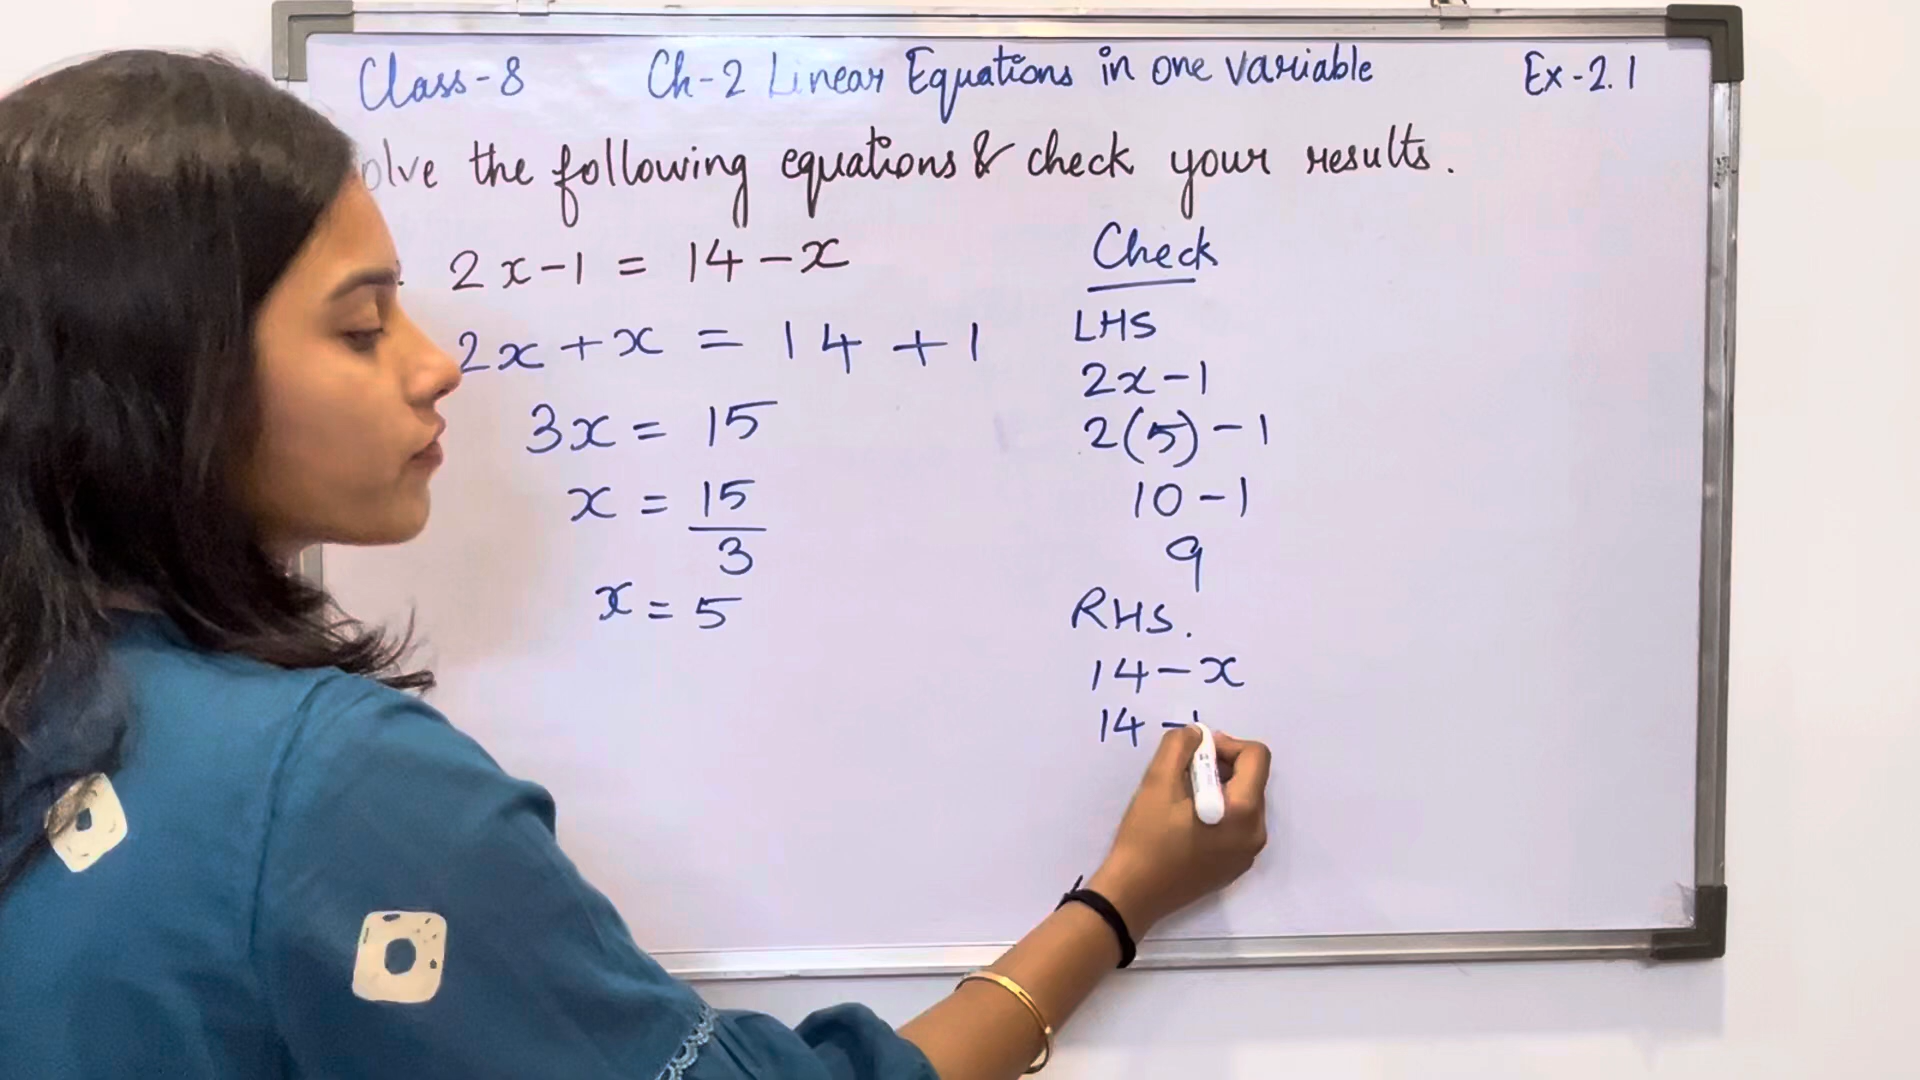 Class-8 Ch-2 Linear Equations in one variable Ex-2.1
the following equations & check your results.
2x-1 = 14-x
2x+x = 14+1
3x = 15
x = 15/3
x = 5
Check
LHS
2x-1
2(5)-1
10-1
9
RHS.
14-x
14-